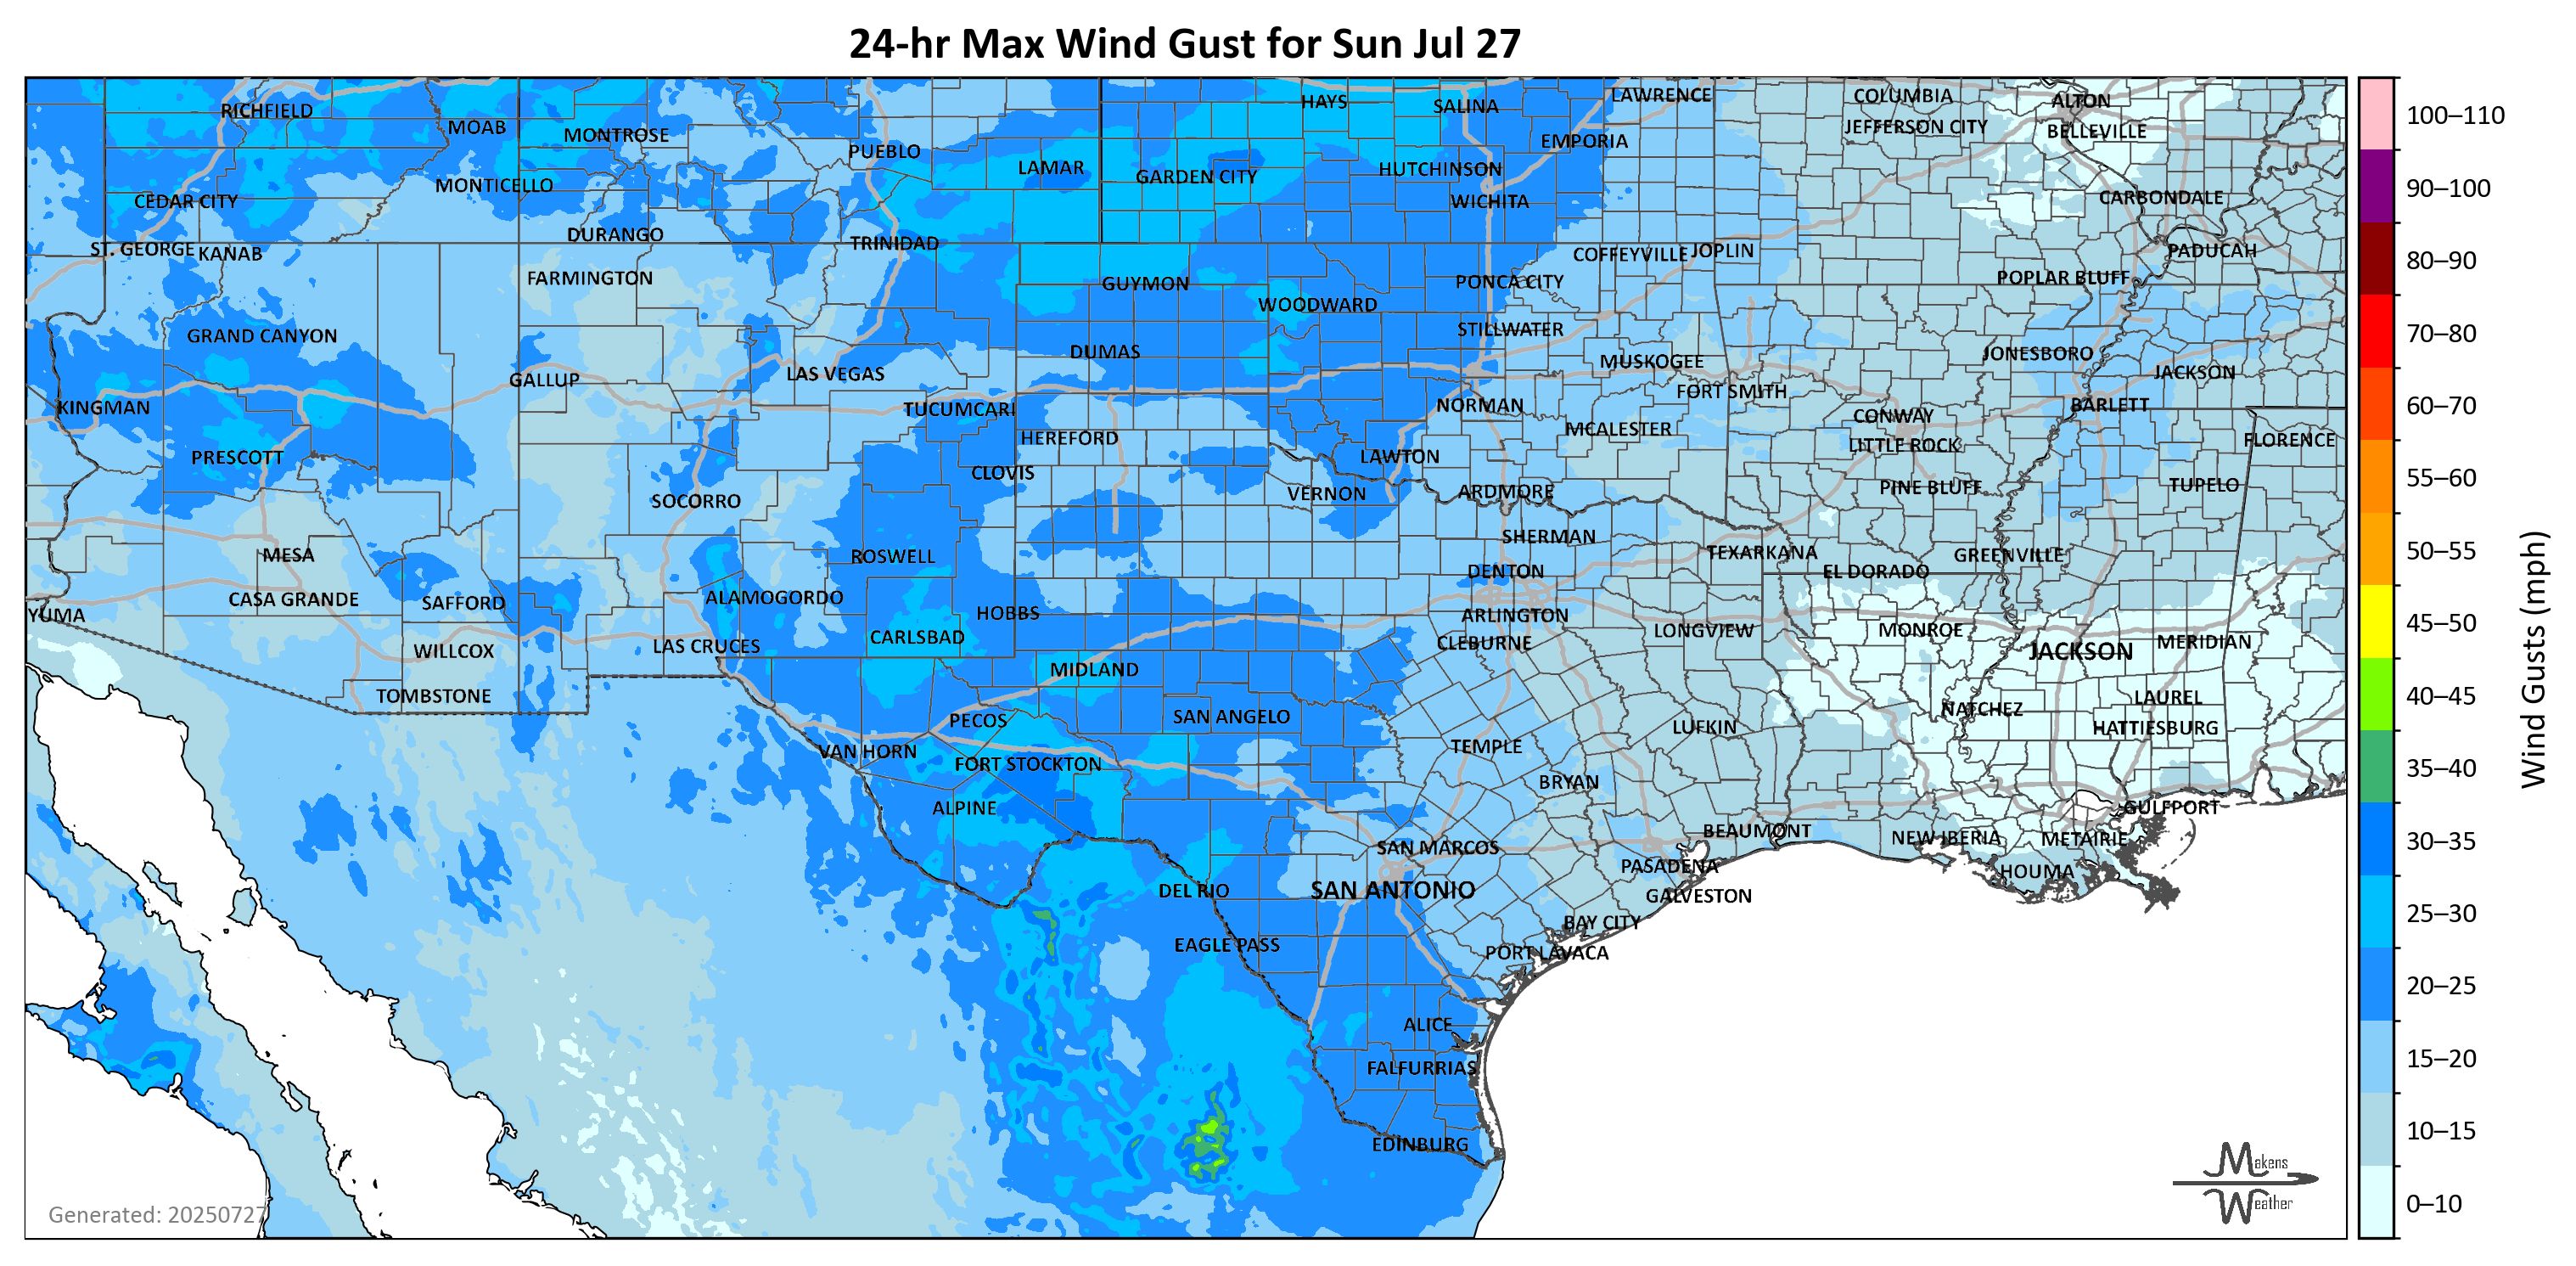 24-hr Max Wind Gust for Sun Jul 27
RICHFIELD
MOAB
MONTROSE
PUEBLO
LAMAR
HAYS
SALINA
LAWRENCE
COLUMBIA
ALTON
JEFFERSON CITY
BELLEVILLE
EMPORIA
GARDEN CITY
HUTCHINSON
MONTICELLO
CEDAR CITY
WICHITA
CARBONDALE
DURANGO
TRINIDAD
ST. GEORGE
KANAB
COFFEYVILLE
JOPLIN
PADUCAH
FARMINGTON
GUYMON
PONCA CITY
POPLAR BLUFF
WOODWARD
STILLWATER
GRAND CANYON
DUMAS
JONESBORO
MUSKOGEE
LAS VEGAS
JACKSON
GALLUP
FORT SMITH
KINGMAN
TUCUMCARI
NORMAN
BARLETT
CONWAY
MCALESTER
HEREFORD
FLORENCE
LITTLE ROCK
PRESCOTT
LAWTON
CLOVIS
PINE BLUFF
TUPELO
VERNON
ARDMORE
SOCORRO
SHERMAN
MESA
ROSWELL
TEXARKANA
GREENVILLE
DENTON
EL DORADO
CASA GRANDE
SAFFORD
ALAMOGORDO
HOBBS
ARLINGTON
YUMA
CARLSBAD
LONGVIEW
MONROE
CLEBURNE
MERIDIAN
LAS CRUCES
WILLCOX
JACKSON
MIDLAND
TOMBSTONE
LAUREL
NATCHEZ
PECOS
SAN ANGELO
LUFKIN
HATTIESBURG
TEMPLE
VAN HORN
FORT STOCKTON
BRYAN
ALPINE
GULFPORT
BEAUMONT
NEW IBERIA
METAIRIE
SAN MARCOS
PASADENA
HOUMA
DEL RIO
SAN ANTONIO
GALVESTON
BAY CITY
EAGLE PASS
PORT LAVACA
ALICE
FALFURRIAS
EDINBURG
Generated: 20250727
Makens
Weather
100–110
90–100
80–90
70–80
60–70
55–60
50–55
45–50
40–45
35–40
30–35
25–30
20–25
15–20
10–15
0–10
Wind Gusts (mph)